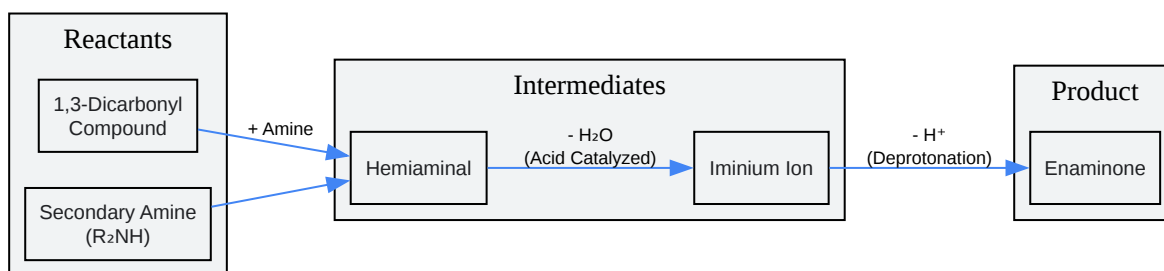 Reactants
1,3-Dicarbonyl
Compound
Secondary Amine
(R₂NH)
+ Amine
Intermediates
Hemiaminal
- H₂O
(Acid Catalyzed)
Iminium Ion
- H⁺
(Deprotonation)
Product
Enaminone